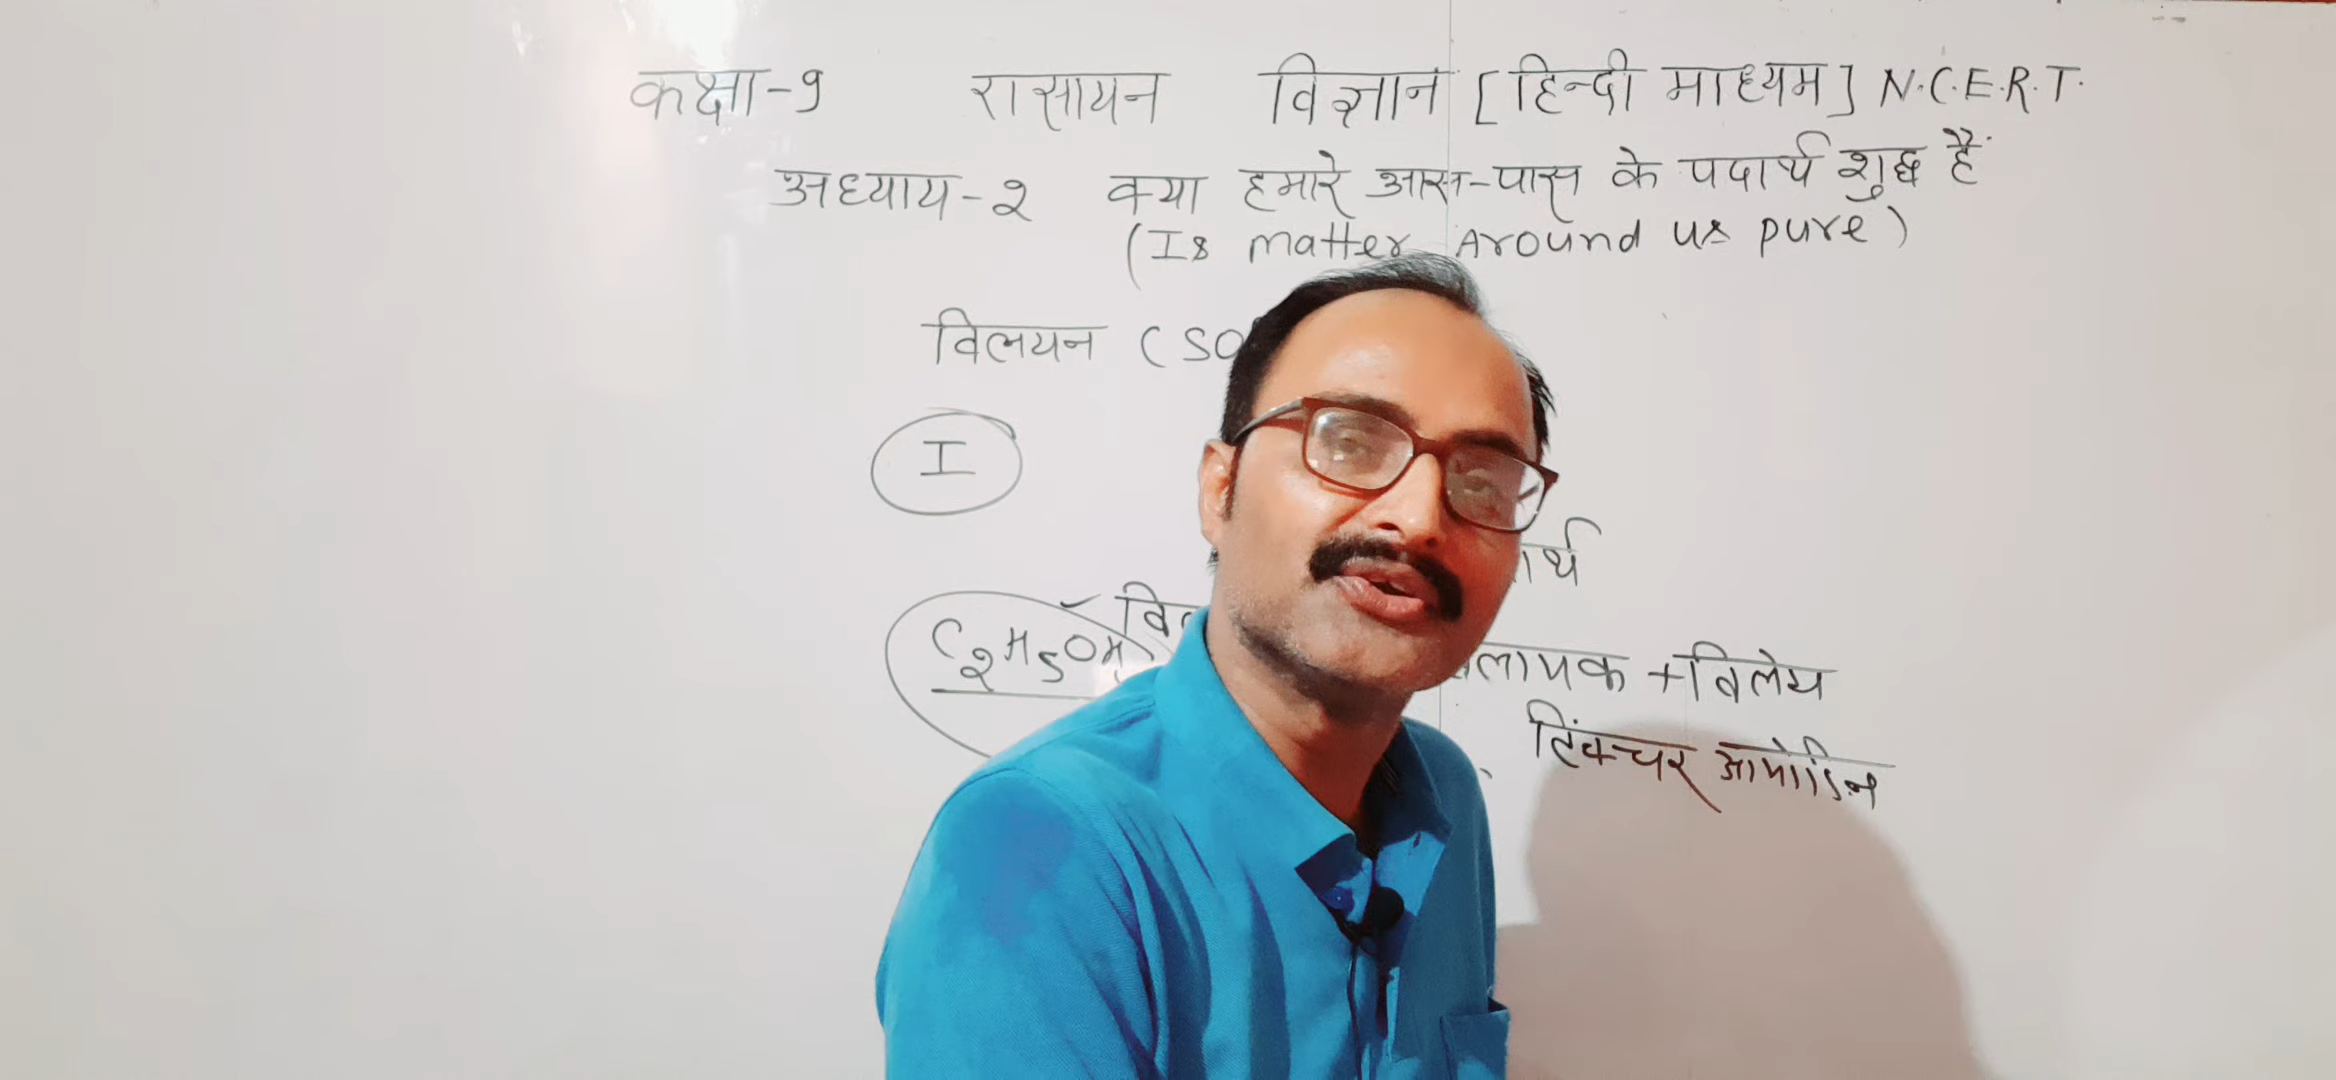 कक्षा-9 रासायन विज्ञान [हिन्दी माध्यम] N.C.E.R.T.
अध्याय-2 क्या हमारे आस-पास के पदार्थ शुद्ध हैं
(Is matter Around us pure)
विलयन (SO
I
C2H5OH
+ विलेय
टिंक्चर आयोडिन